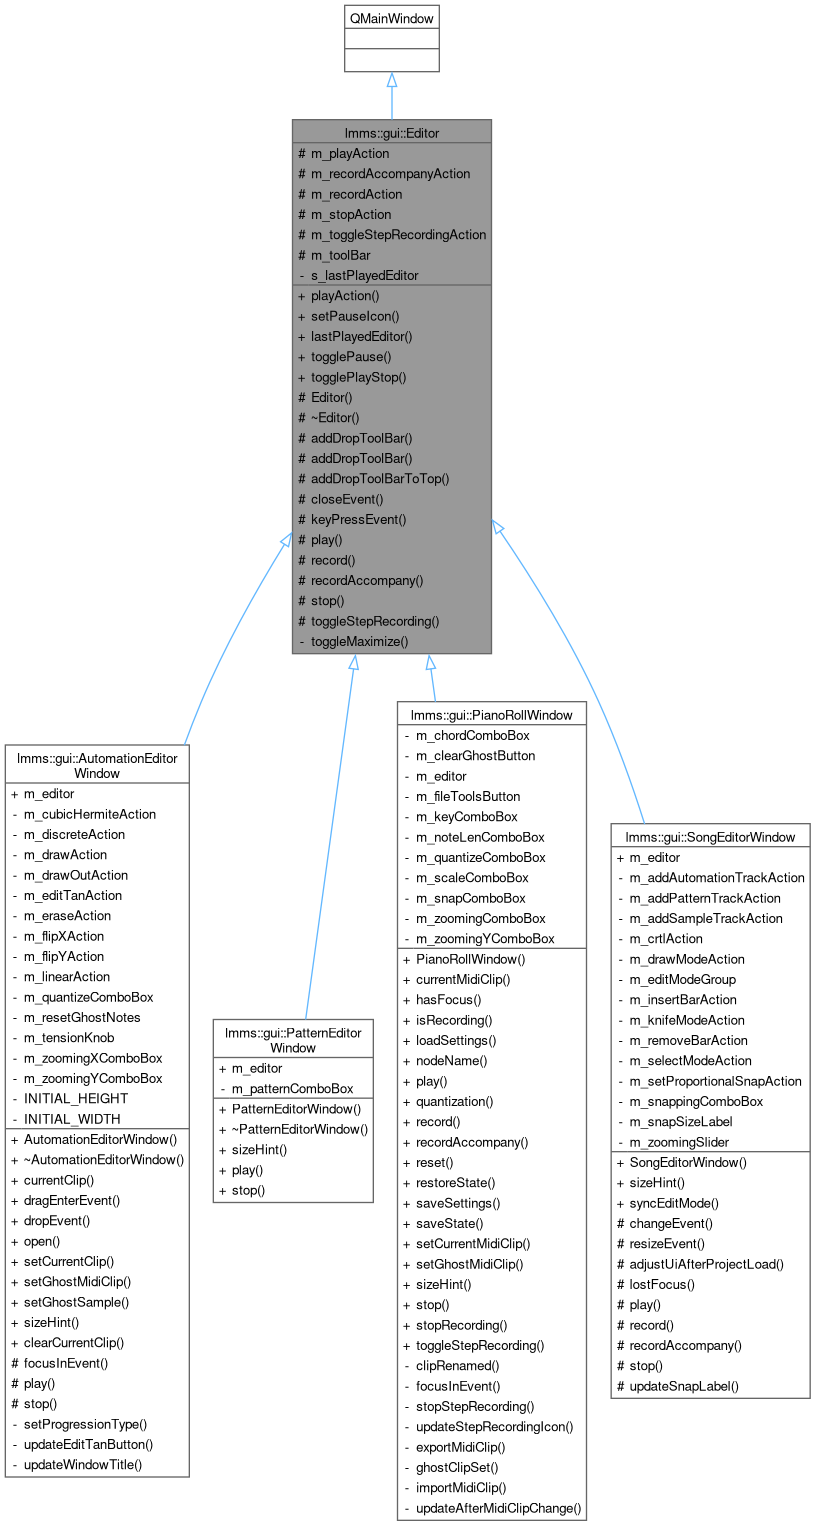 QMainWindow
lmms::gui::Editor
# m_playAction
# m_recordAccompanyAction
# m_recordAction
# m_stopAction
# m_toggleStepRecordingAction
# m_toolBar
- s_lastPlayedEditor
+ playAction()
+ setPauseIcon()
+ lastPlayedEditor()
+ togglePause()
+ togglePlayStop()
# Editor()
# ~Editor()
# addDropToolBar()
# addDropToolBar()
# addDropToolBarToTop()
# closeEvent()
# keyPressEvent()
# play()
# record()
# recordAccompany()
# stop()
# toggleStepRecording()
- toggleMaximize()
lmms::gui::AutomationEditor
Window
+ m_editor
- m_cubicHermiteAction
- m_discreteAction
- m_drawAction
- m_drawOutAction
- m_editTanAction
- m_eraseAction
- m_flipXAction
- m_flipYAction
- m_linearAction
- m_quantizeComboBox
- m_resetGhostNotes
- m_tensionKnob
- m_zoomingXComboBox
- m_zoomingYComboBox
- INITIAL_HEIGHT
- INITIAL_WIDTH
+ AutomationEditorWindow()
+ ~AutomationEditorWindow()
+ currentClip()
+ dragEnterEvent()
+ dropEvent()
+ open()
+ setCurrentClip()
+ setGhostMidiClip()
+ setGhostSample()
+ sizeHint()
+ clearCurrentClip()
# focusInEvent()
# play()
# stop()
- setProgressionType()
- updateEditTanButton()
- updateWindowTitle()
lmms::gui::PatternEditor
Window
+ m_editor
- m_patternComboBox
+ PatternEditorWindow()
+ ~PatternEditorWindow()
+ sizeHint()
+ play()
+ stop()
lmms::gui::PianoRollWindow
- m_chordComboBox
- m_clearGhostButton
- m_editor
- m_fileToolsButton
- m_keyComboBox
- m_noteLenComboBox
- m_quantizeComboBox
- m_scaleComboBox
- m_snapComboBox
- m_zoomingComboBox
- m_zoomingYComboBox
+ PianoRollWindow()
+ currentMidiClip()
+ hasFocus()
+ isRecording()
+ loadSettings()
+ nodeName()
+ play()
+ quantization()
+ record()
+ recordAccompany()
+ reset()
+ restoreState()
+ saveSettings()
+ saveState()
+ setCurrentMidiClip()
+ setGhostMidiClip()
+ sizeHint()
+ stop()
+ stopRecording()
+ toggleStepRecording()
- clipRenamed()
- focusInEvent()
- stopStepRecording()
- updateStepRecordingIcon()
- exportMidiClip()
- ghostClipSet()
- importMidiClip()
- updateAfterMidiClipChange()
lmms::gui::SongEditorWindow
+ m_editor
- m_addAutomationTrackAction
- m_addPatternTrackAction
- m_addSampleTrackAction
- m_crtlAction
- m_drawModeAction
- m_editModeGroup
- m_insertBarAction
- m_knifeModeAction
- m_removeBarAction
- m_selectModeAction
- m_setProportionalSnapAction
- m_snappingComboBox
- m_snapSizeLabel
- m_zoomingSlider
+ SongEditorWindow()
+ sizeHint()
+ syncEditMode()
# changeEvent()
# resizeEvent()
# adjustUiAfterProjectLoad()
# lostFocus()
# play()
# record()
# recordAccompany()
# stop()
# updateSnapLabel()